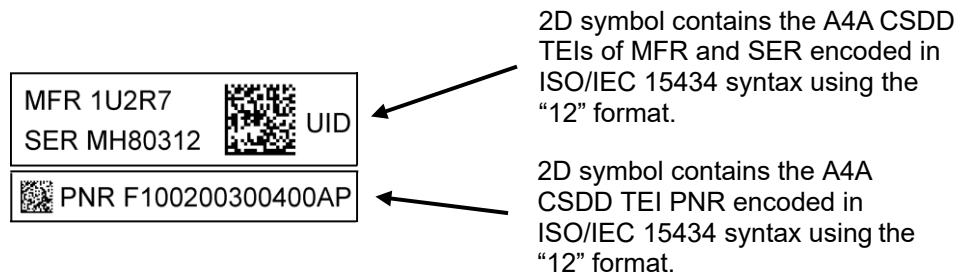 2D symbol contains the A4A CSDD
TEIs of MFR and SER encoded in
ISO/IEC 15434 syntax using the
“12” format.
MFR 1U2R7
SER MH80312
UID
2D symbol contains the A4A
CSDD TEI PNR encoded in
ISO/IEC 15434 syntax using the
“12” format.
PNR F100200300400AP